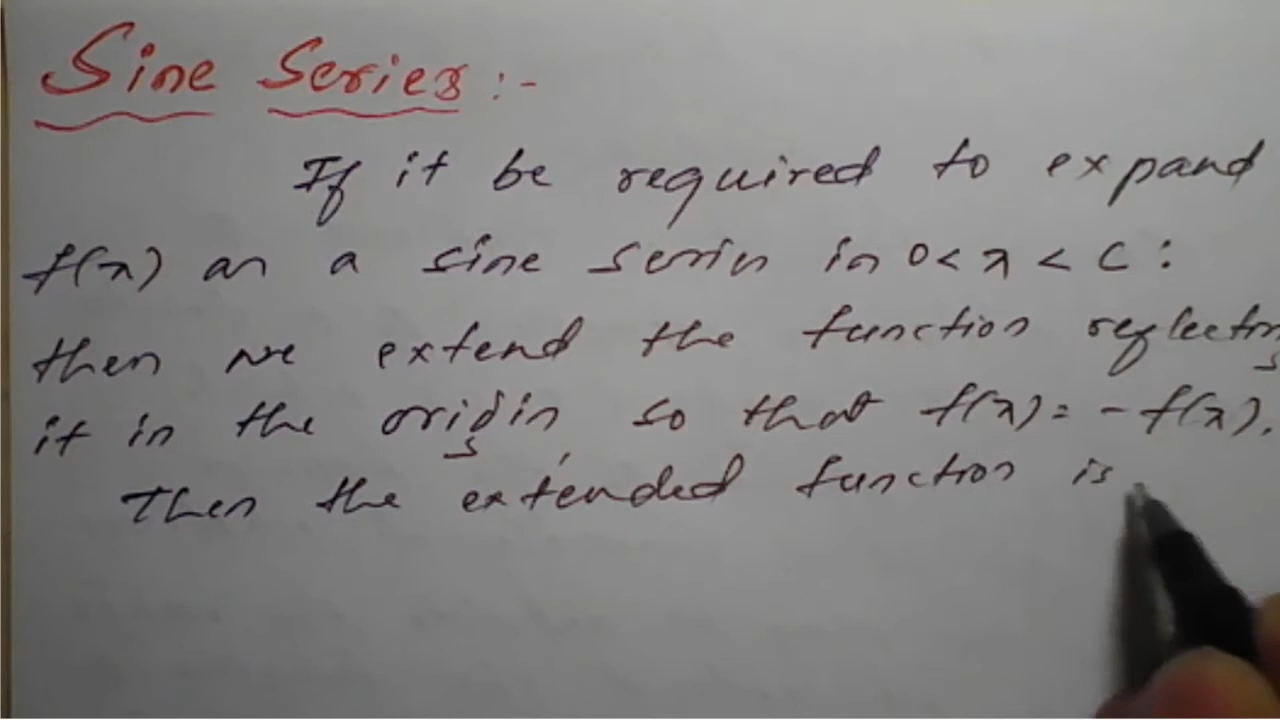 Sine Series :-
If it be required to expand
f(x) as a sine series in 0 < x < C :
then we extend the function reflecting
it in the origin, so that f(x) = - f(x).
Then the extended function is